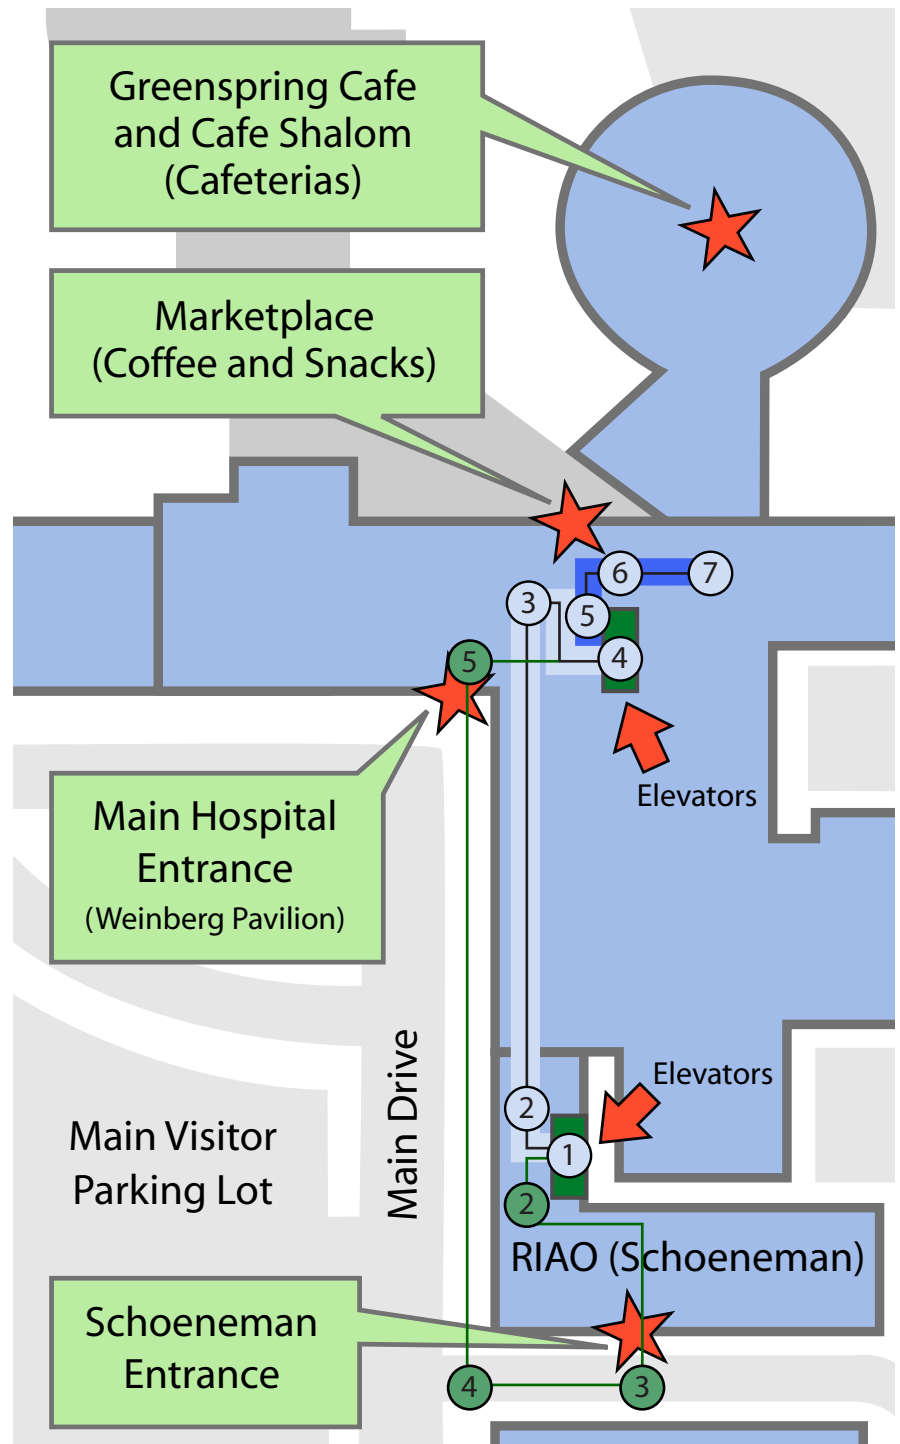 Greenspring Cafe
and Cafe Shalom
(Cafeterias)
Marketplace
(Coffee and Snacks)
6
7
3
5
4
5
Elevators
Main Hospital
Entrance
(Weinberg Pavilion)
Main Drive
Elevators
2
1
Main Visitor
Parking Lot
2
RIAO (Schoeneman)
Schoeneman
Entrance
4
3